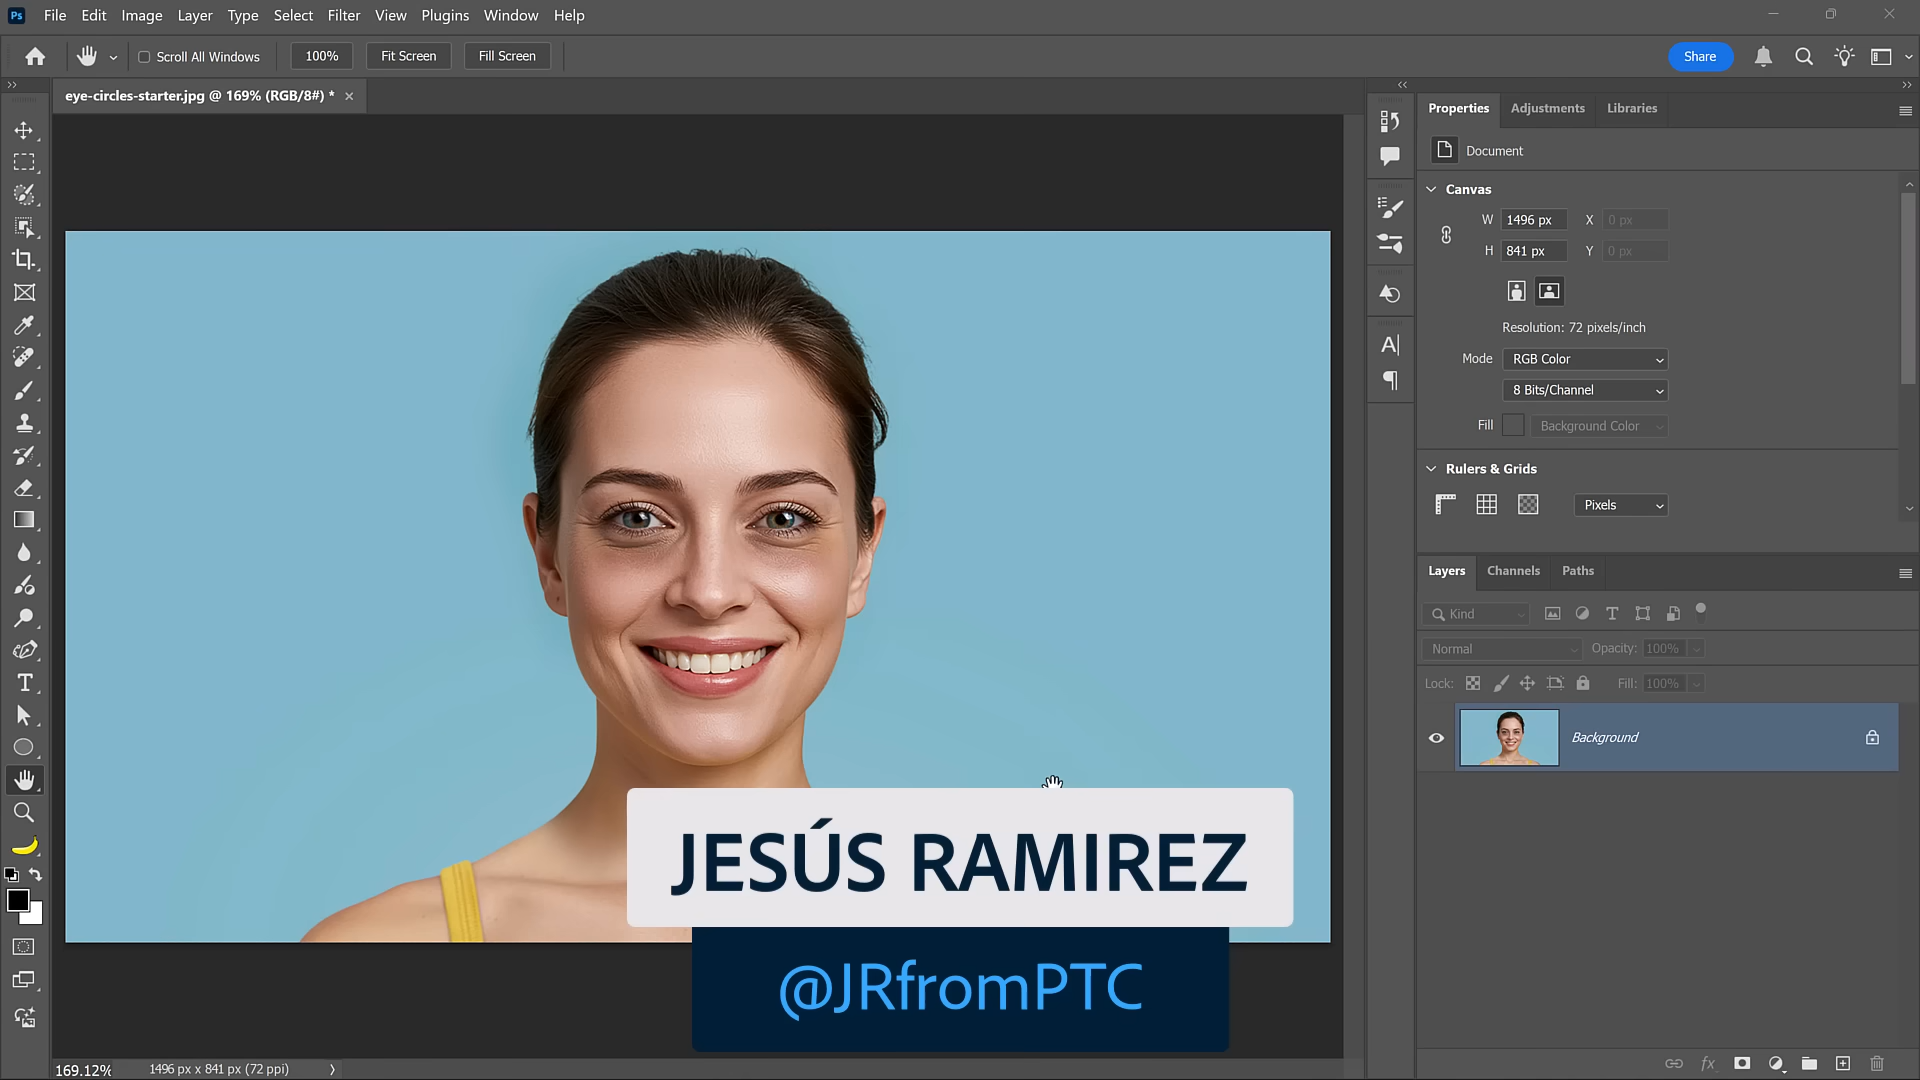 Ps File Edit Image Layer Type Select Filter View Plugins Window Help
Scroll All Windows 100% Fit Screen Fill Screen Share
eye-circles-starter.jpg @ 169% (RGB/8#) * ×
Properties Adjustments Libraries
Document
Canvas
W 1496 px X 0 px
H 841 px Y 0 px
Resolution: 72 pixels/inch
Mode RGB Color
8 Bits/Channel
Fill Background Color
Rulers & Grids
Pixels
Layers Channels Paths
Kind
Normal Opacity: 100%
Lock: Fill: 100%
Background
JESÚS RAMIREZ
@JRfromPTC
169.12% 1496 px x 841 px (72 ppi)